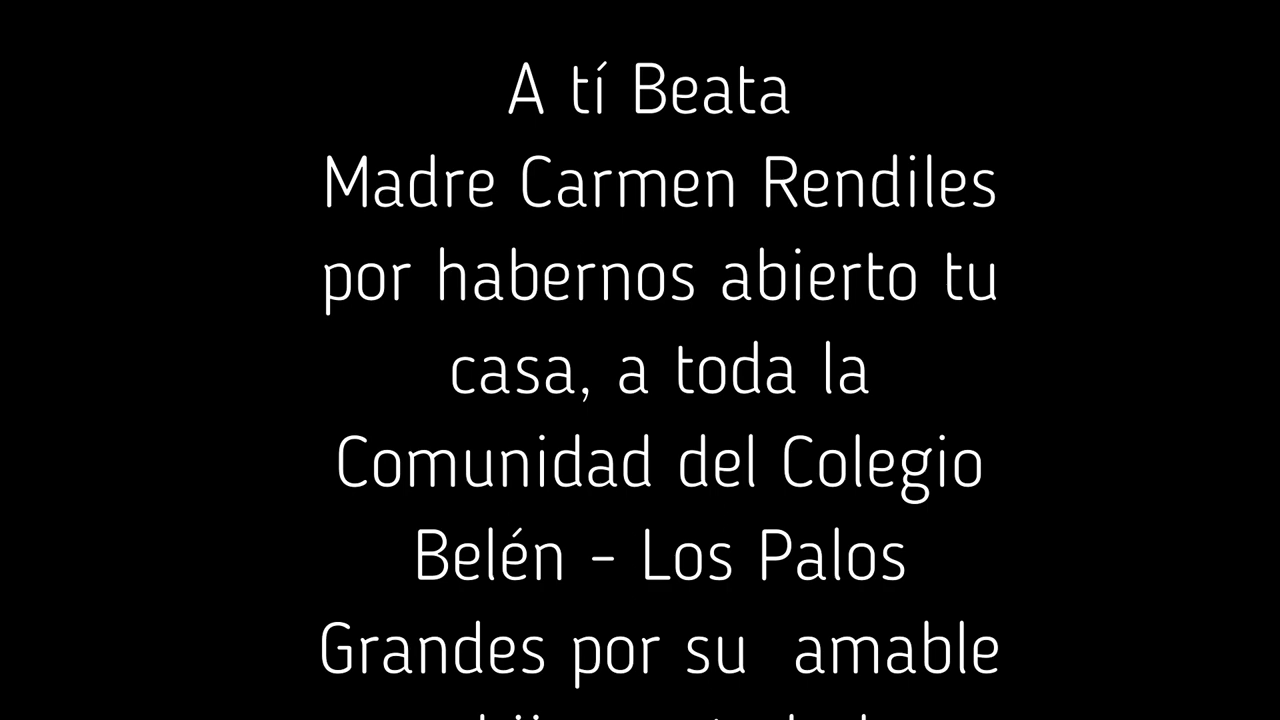 A tí Beata
Madre Carmen Rendiles
por habernos abierto tu
casa, a toda la
Comunidad del Colegio
Belén - Los Palos
Grandes por su  amable